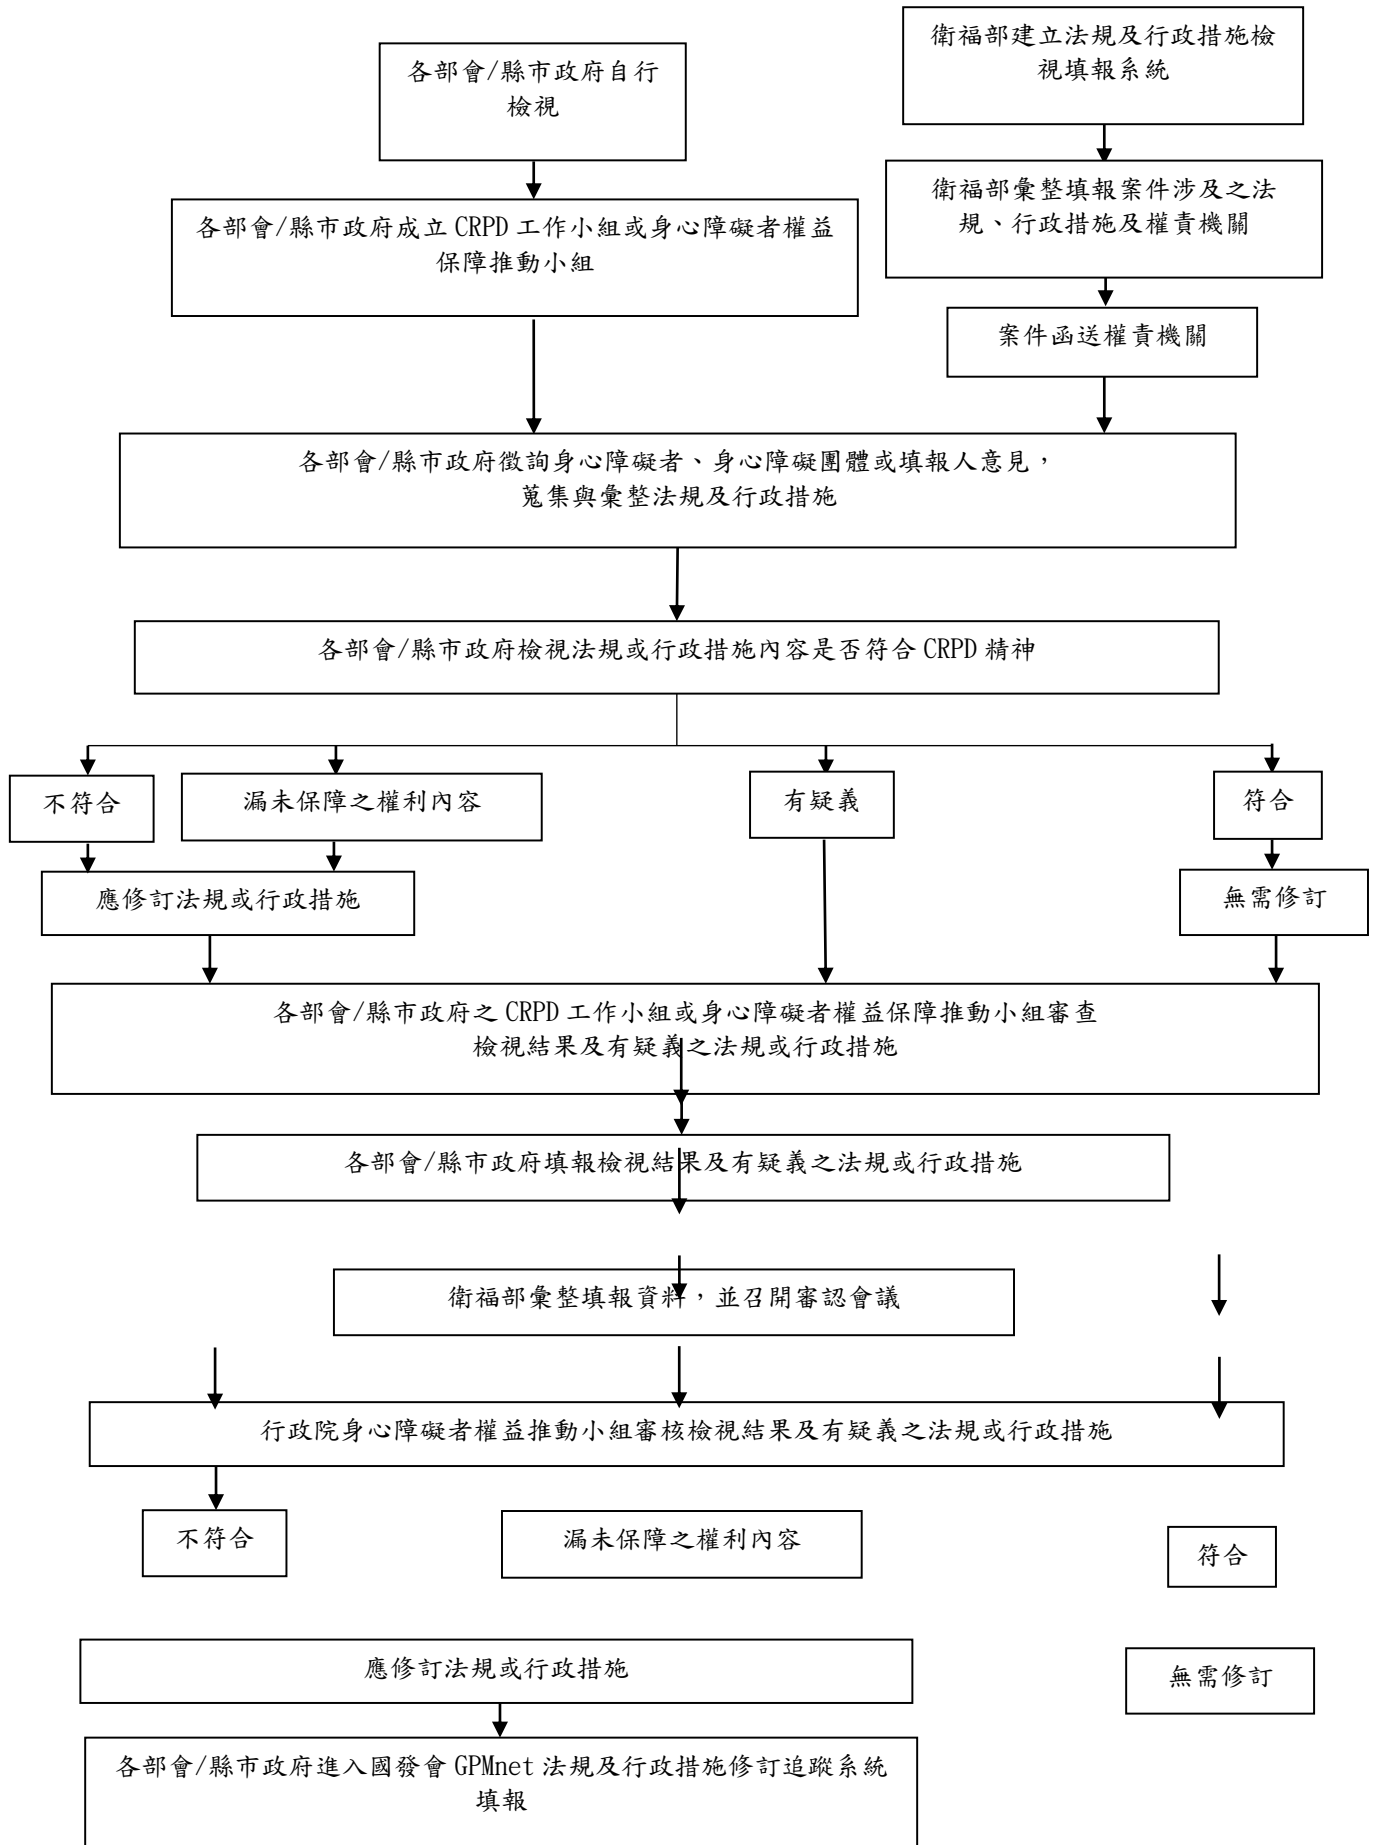 各部會/縣市政府自行
檢視
衛福部建立法規及行政措施檢
視填報系統
各部會/縣市政府成立 CRPD 工作小組或身心障礙者權益
保障推動小組
衛福部彙整填報案件涉及之法
規、行政措施及權責機關
案件函送權責機關
各部會/縣市政府徵詢身心障礙者、身心障礙團體或填報人意見，
蒐集與彙整法規及行政措施
各部會/縣市政府檢視法規或行政措施內容是否符合 CRPD 精神
不符合
漏未保障之權利內容
有疑義
符合
應修訂法規或行政措施
無需修訂
各部會/縣市政府之 CRPD 工作小組或身心障礙者權益保障推動小組審查
檢視結果及有疑義之法規或行政措施
各部會/縣市政府填報檢視結果及有疑義之法規或行政措施
衛福部彙整填報資料，並召開審認會議
行政院身心障礙者權益推動小組審核檢視結果及有疑義之法規或行政措施
不符合
漏未保障之權利內容
符合
應修訂法規或行政措施
無需修訂
各部會/縣市政府進入國發會 GPMnet 法規及行政措施修訂追蹤系統
填報